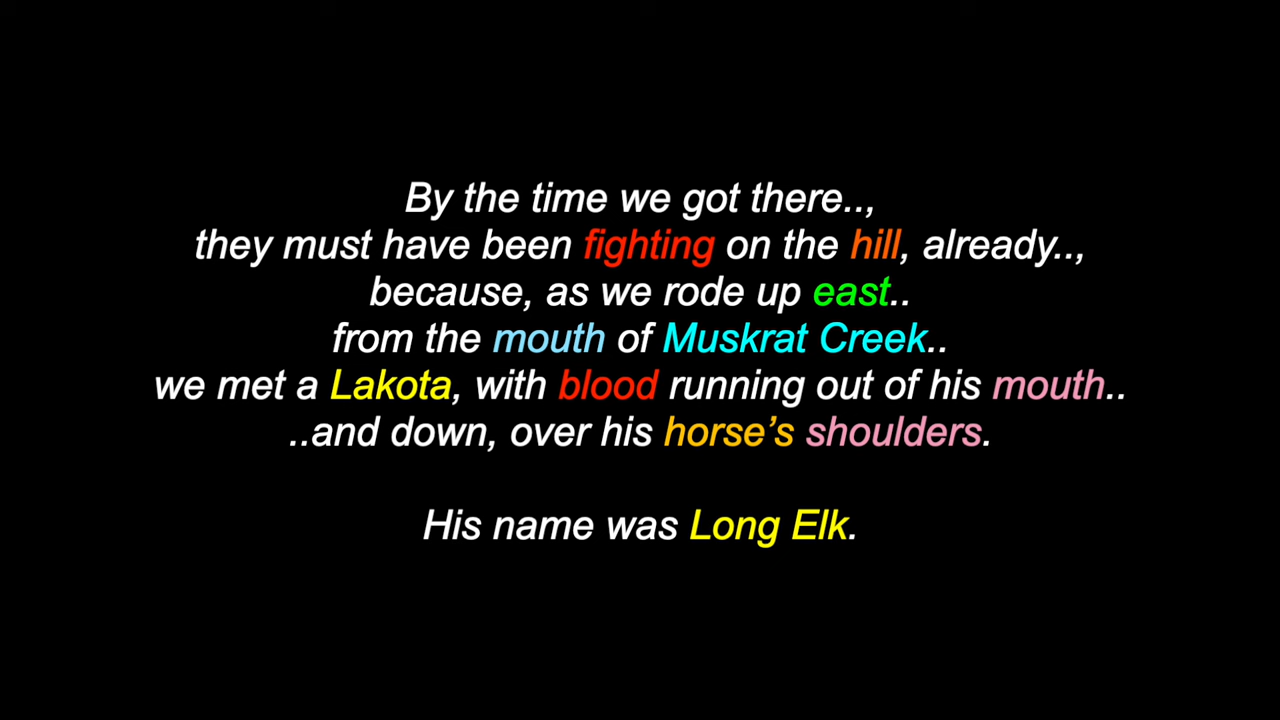 By the time we got there..,
they must have been fighting on the hill, already..,
because, as we rode up east..
from the mouth of Muskrat Creek..
we met a Lakota, with blood running out of his mouth..
..and down, over his horse’s shoulders.
His name was Long Elk.